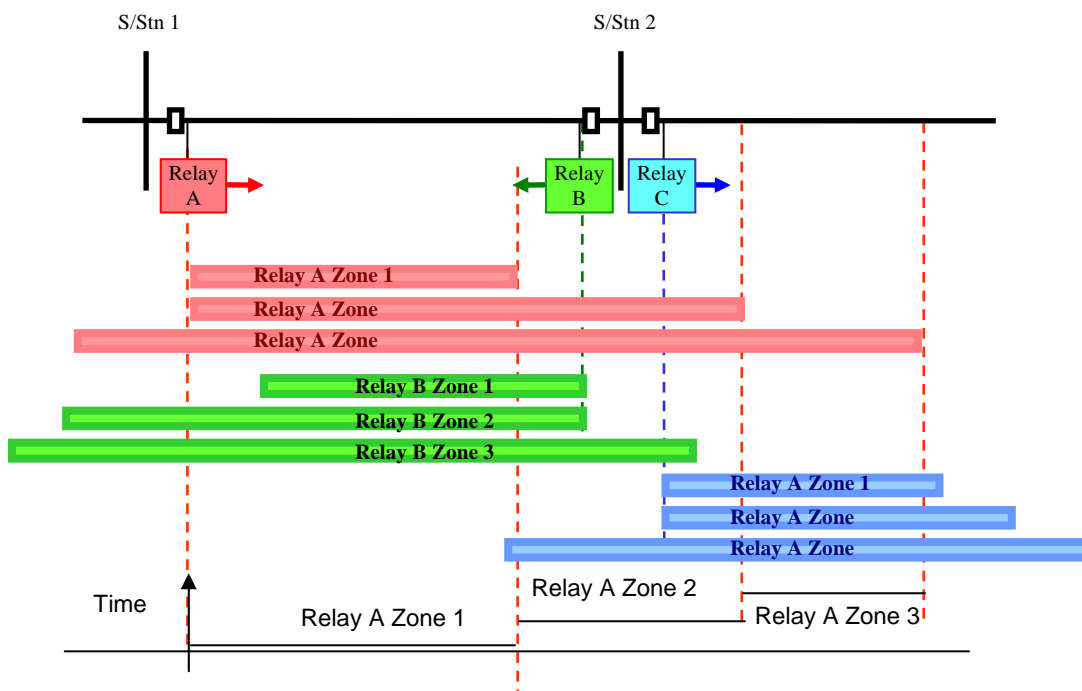 S/Stn 1
S/Stn 2
Relay
A
Relay
B
Relay
C
Relay A Zone 1
Relay A Zone
Relay A Zone
Relay B Zone 1
Relay B Zone 2
Relay B Zone 3
Relay A Zone 1
Relay A Zone
Relay A Zone
Time
Relay A Zone 1
Relay A Zone 2
Relay A Zone 3